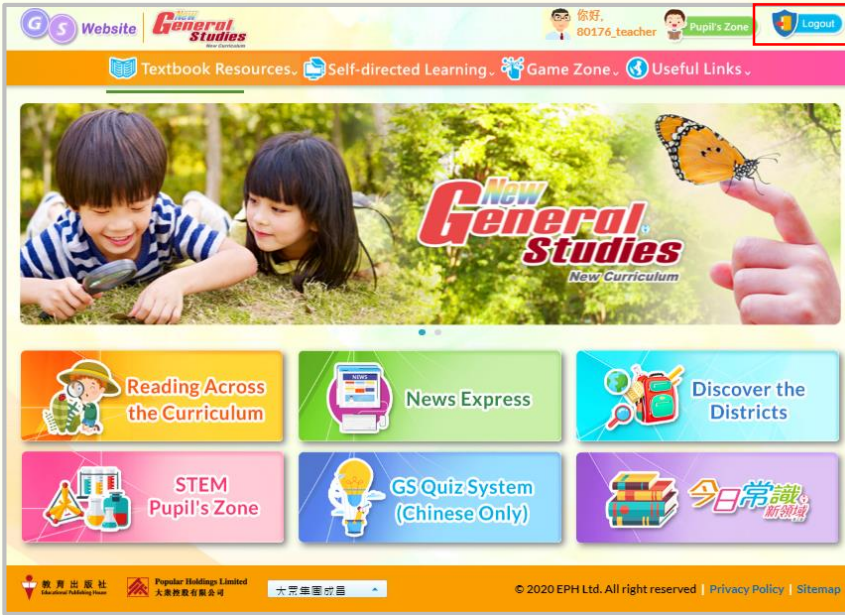 GS Website
New
General
Studies
New Curriculum
你好,
80176_teacher
Pupil's Zone
Logout
Textbook Resources
Self-directed Learning
Game Zone
Useful Links
New
General
Studies
New Curriculum
Reading Across
the Curriculum
NEWS
News Express
Discover the
Districts
STEM
Pupil's Zone
GS Quiz System
(Chinese Only)
今日常識
新領域
教育出版社
Educational Publishing House
Popular Holdings Limited
大眾控股有限公司
大眾集團成員
© 2020 EPH Ltd. All right reserved | Privacy Policy | Sitemap